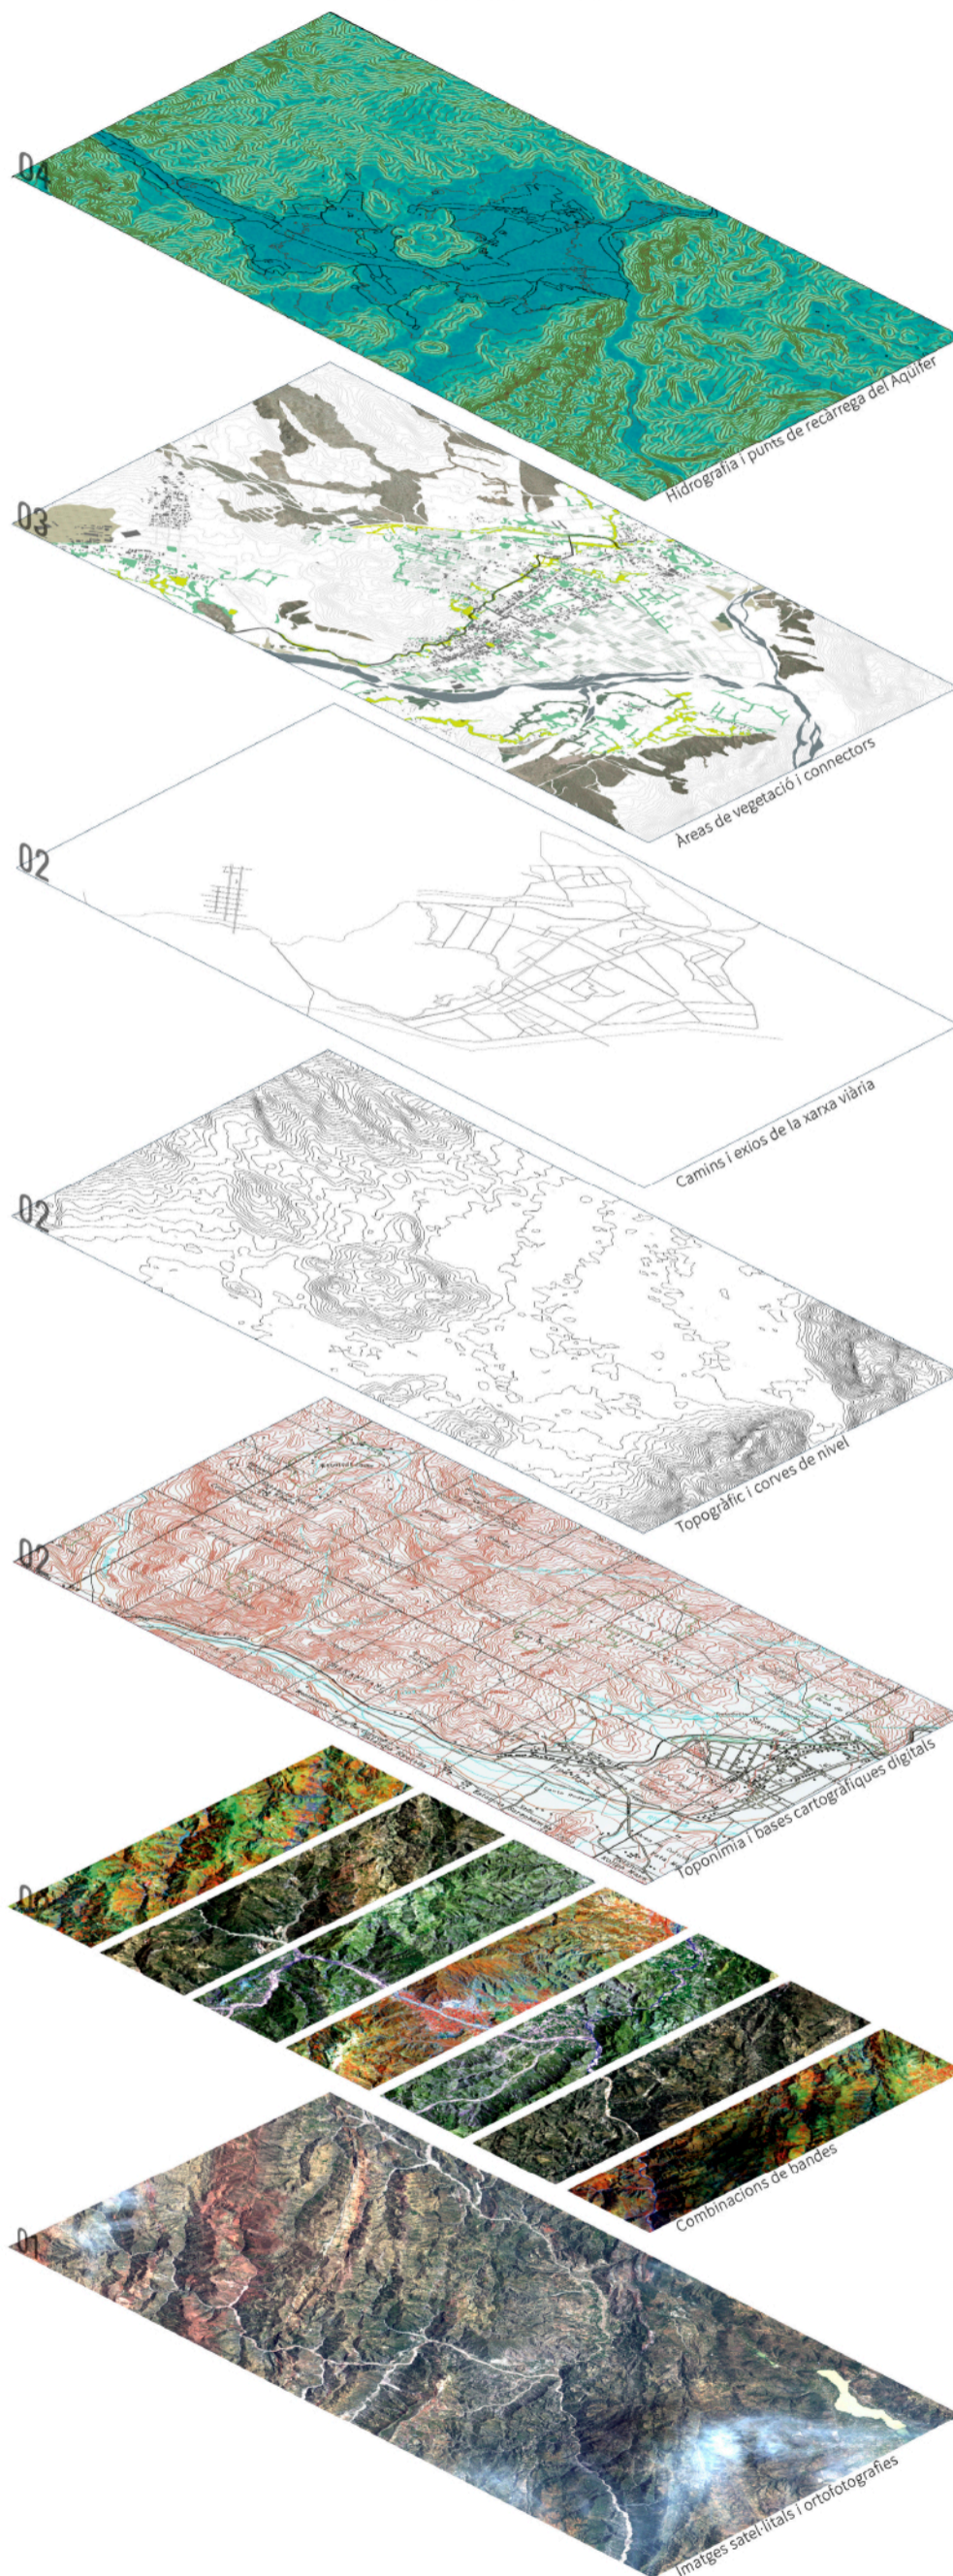 04
Hidrografia i punts de recàrrega del Aqüífer
03
Àreas de vegetació i connectors
02
Camins i exios de la xarxa viària
02
Topogràfic i corves de nivel
02
Toponímia i bases cartogràfiques digitals
Combinacions de bandes
01
Imatges satel·litals i ortofotografies